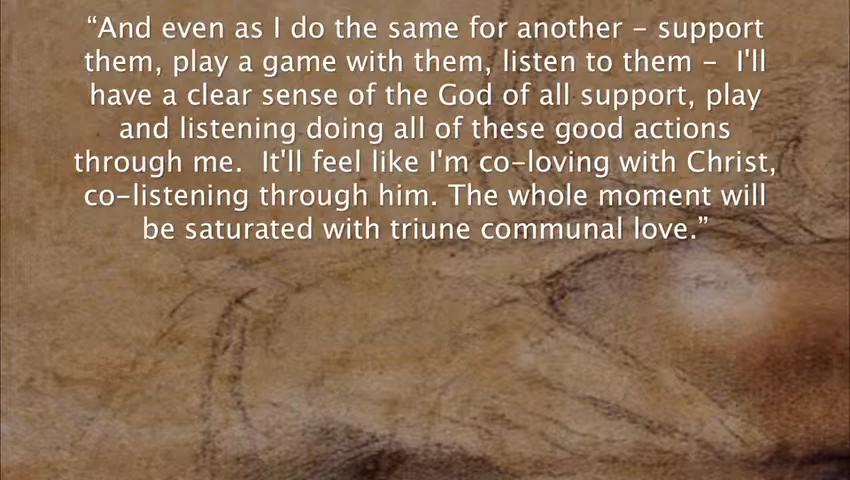 “And even as I do the same for another – support
them, play a game with them, listen to them –  I'll
have a clear sense of the God of all support, play
and listening doing all of these good actions
through me.  It'll feel like I'm co-loving with Christ,
co-listening through him. The whole moment will
be saturated with triune communal love.”